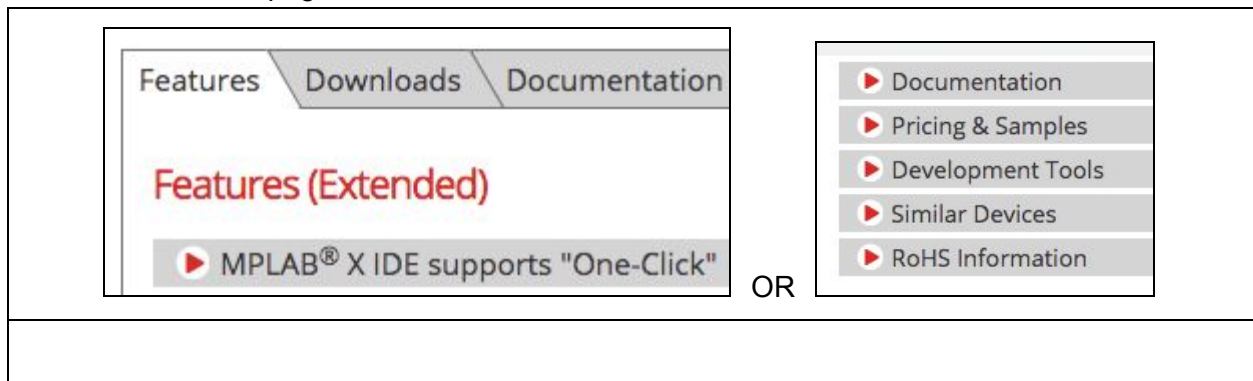 Features Downloads Documentation
Features (Extended)
MPLAB® X IDE supports "One-Click"
OR
Documentation
Pricing & Samples
Development Tools
Similar Devices
RoHS Information